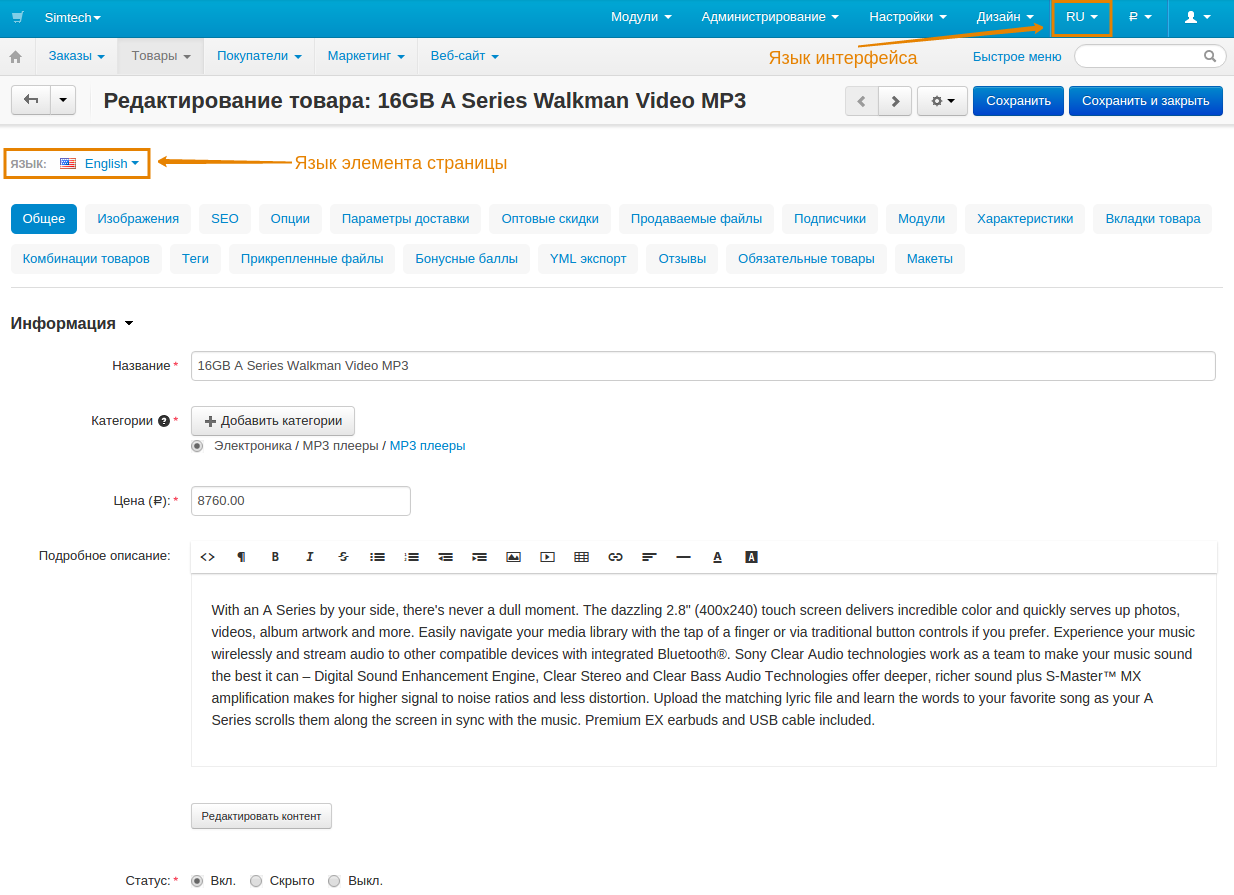 Simtech
Модули Администрирование Настройки Дизайн RU ₽
Заказы Товары Покупатели Маркетинг Веб-сайт Язык интерфейса Быстрое меню
Редактирование товара: 16GB A Series Walkman Video MP3 Сохранить Сохранить и закрыть
ЯЗЫК: English Язык элемента страницы
Общее Изображения SEO Опции Параметры доставки Оптовые скидки Продаваемые файлы Подписчики Модули Характеристики Вкладки товара
Комбинации товаров Теги Прикрепленные файлы Бонусные баллы YML экспорт Отзывы Обязательные товары Макеты
Информация
Название * 16GB A Series Walkman Video MP3
Категории ? * Добавить категории
Электроника / MP3 плееры / MP3 плееры
Цена (₽): * 8760.00
Подробное описание: <> ¶ B I S A A
With an A Series by your side, there's never a dull moment. The dazzling 2.8" (400x240) touch screen delivers incredible color and quickly serves up photos,
videos, album artwork and more. Easily navigate your media library with the tap of a finger or via traditional button controls if you prefer. Experience your music
wirelessly and stream audio to other compatible devices with integrated Bluetooth®. Sony Clear Audio technologies work as a team to make your music sound
the best it can – Digital Sound Enhancement Engine, Clear Stereo and Clear Bass Audio Technologies offer deeper, richer sound plus S-Master™ MX
amplification makes for higher signal to noise ratios and less distortion. Upload the matching lyric file and learn the words to your favorite song as your A
Series scrolls them along the screen in sync with the music. Premium EX earbuds and USB cable included.
Редактировать контент
Статус: * Вкл. Скрыто Выкл.